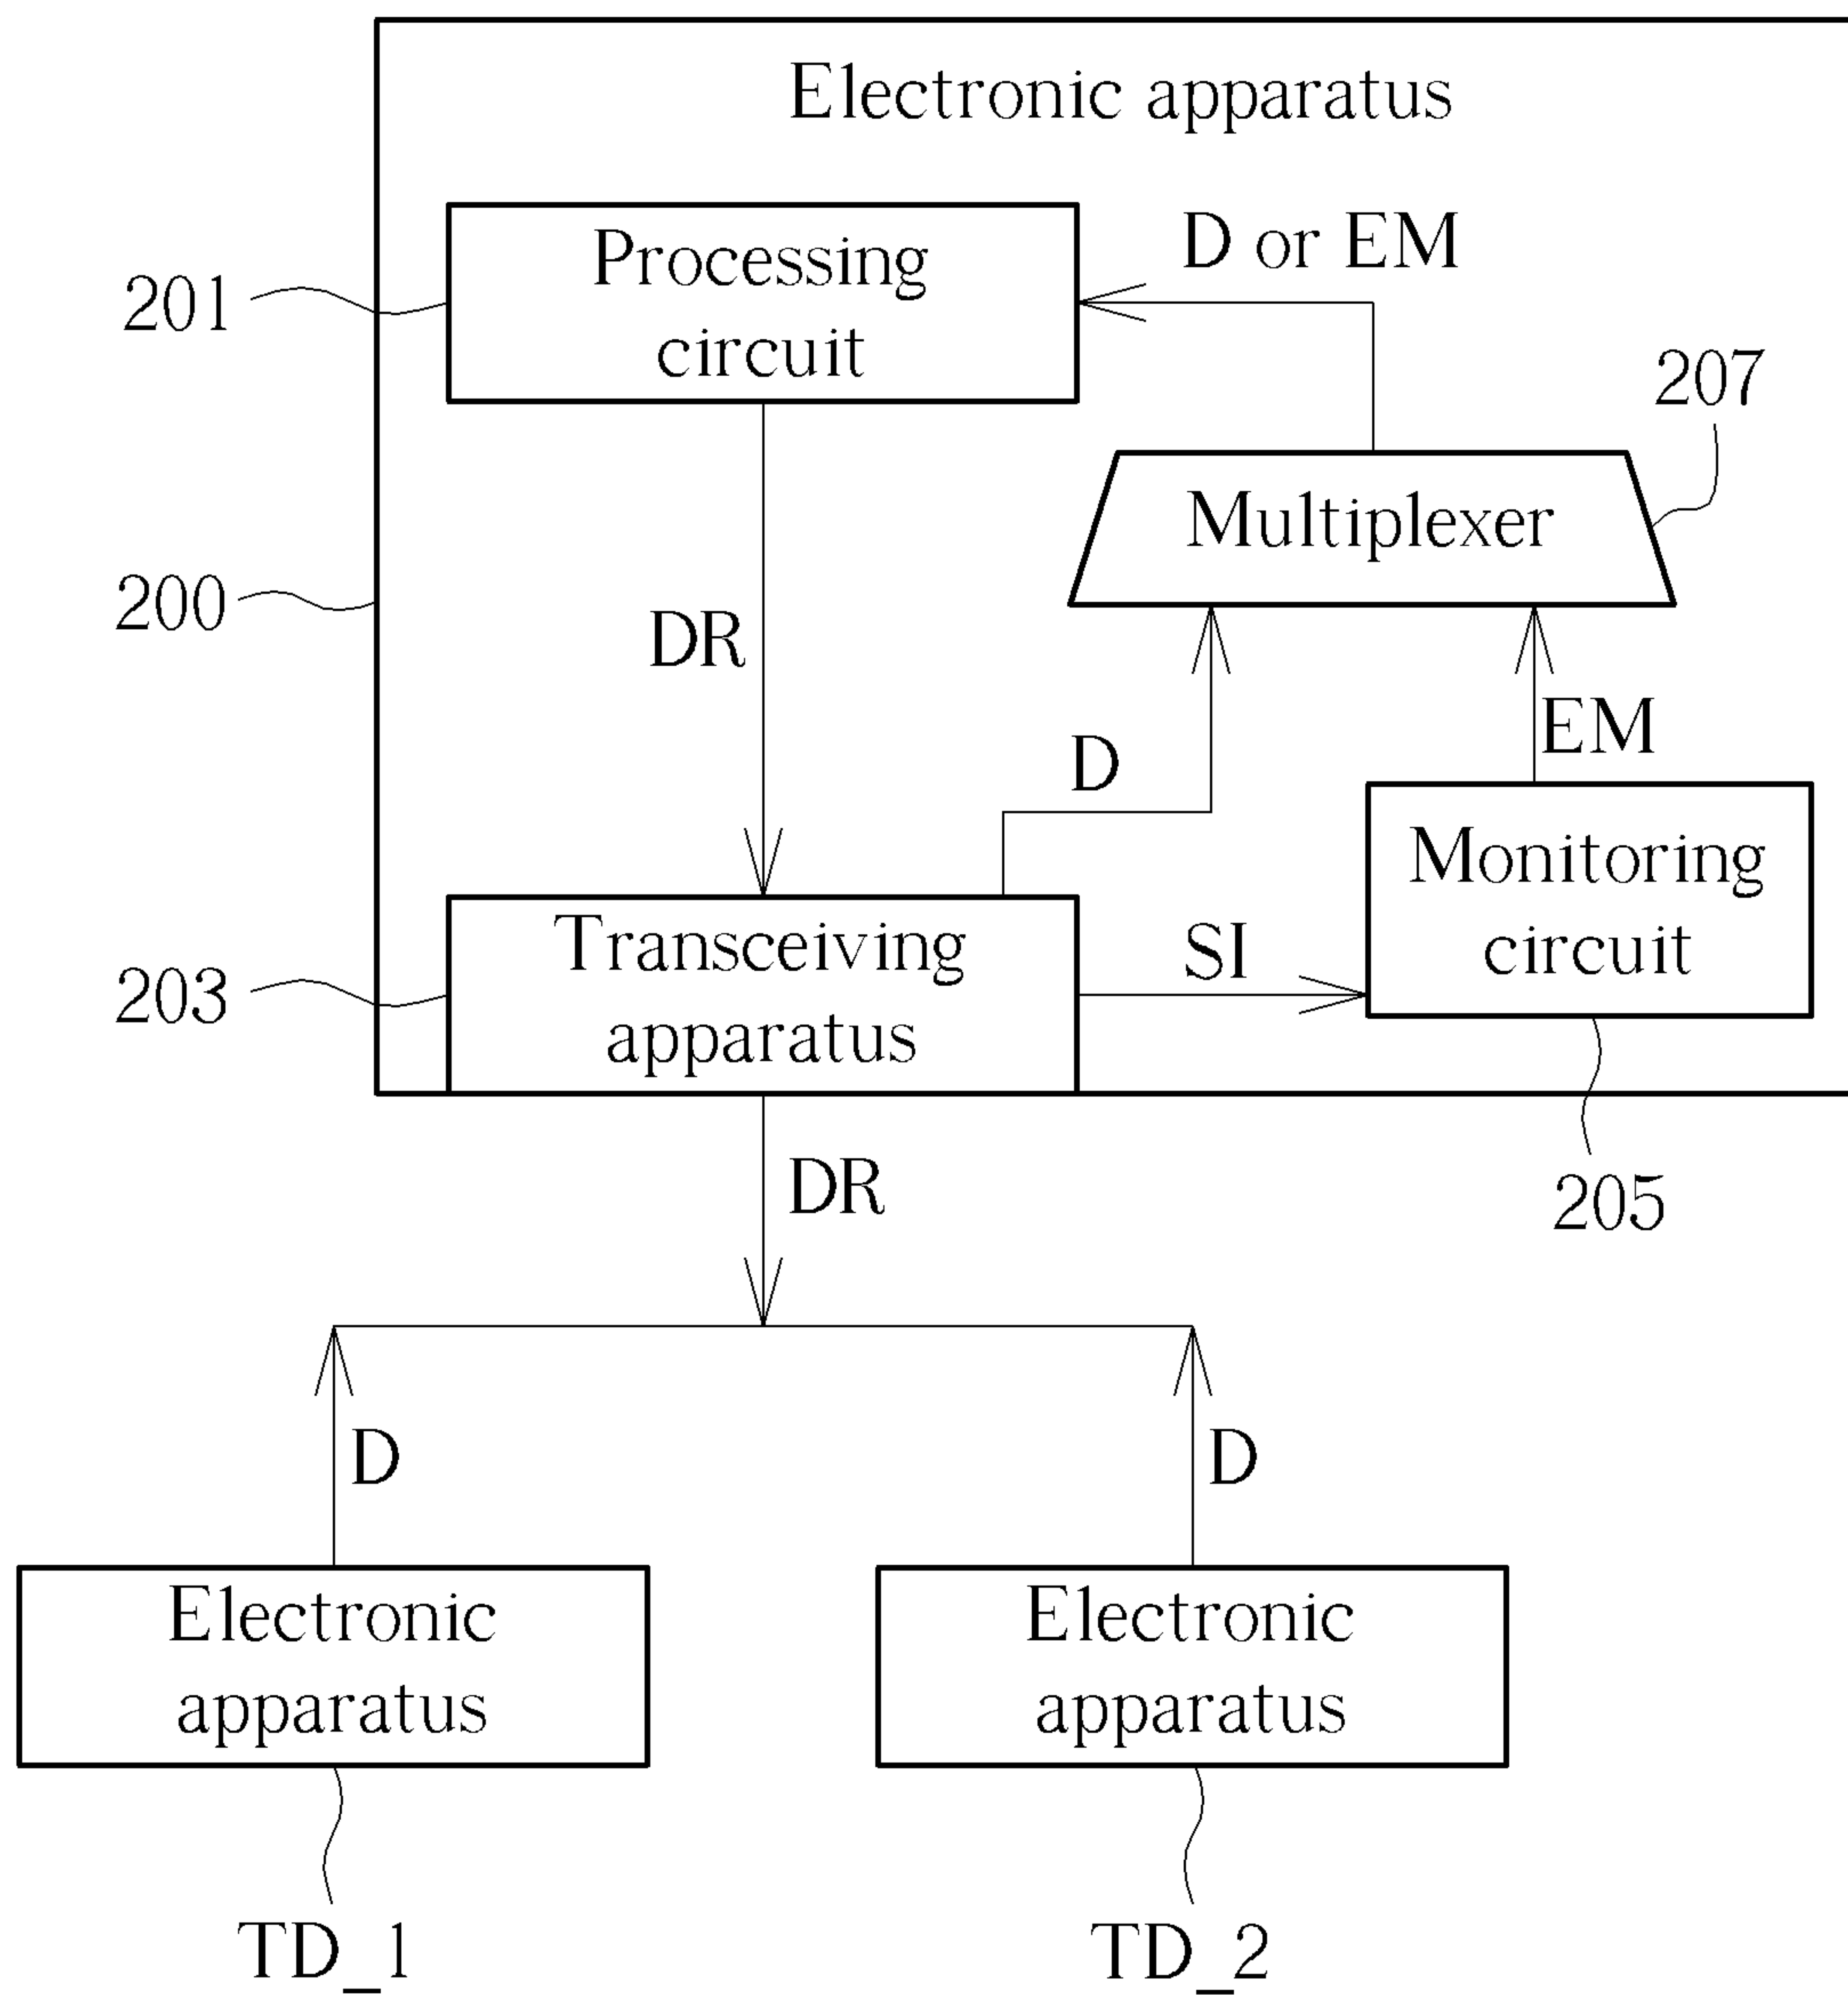 Electronic apparatus
Processing
circuit
D or EM
201
207
Multiplexer
200
DR
EM
D
Monitoring
circuit
Transceiving
apparatus
SI
203
DR
205
D
D
Electronic
apparatus
Electronic
apparatus
TD_1
TD_2